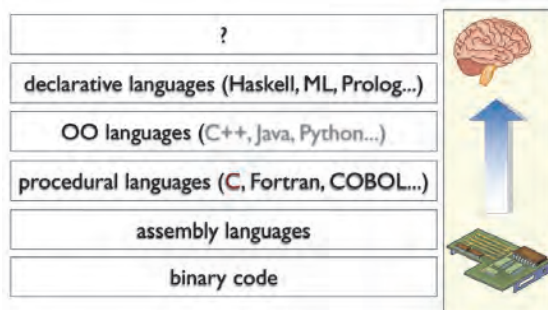 ?
declarative languages (Haskell, ML, Prolog...)
OO languages (C++, Java, Python...)
procedural languages (C, Fortran, COBOL...)
assembly languages
binary code